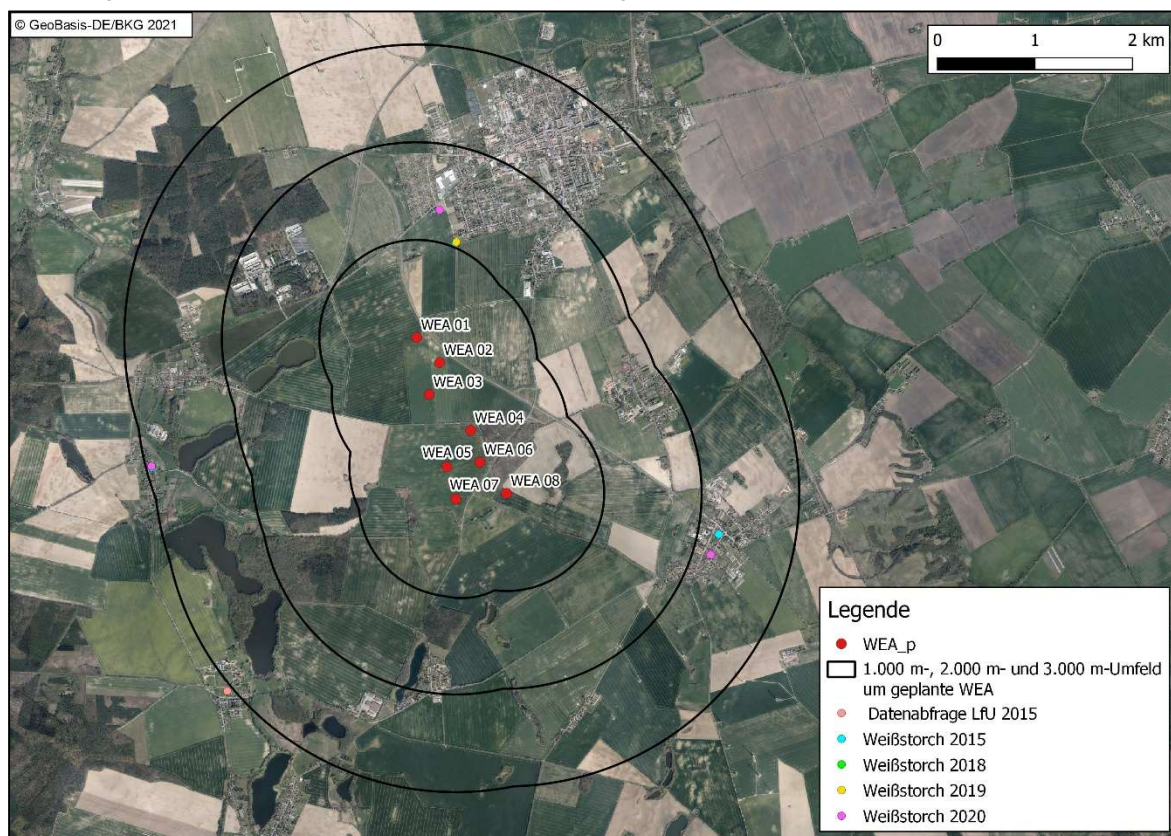 © GeoBasis-DE/BKG 2021
0 1 2 km
WEA 01
WEA 02
WEA 03
WEA 04
WEA 06
WEA 05
WEA 08
WEA 07
Legende
WEA_p
1.000 m-, 2.000 m- und 3.000 m-Umfeld
um geplante WEA
Datenabfrage LfU 2015
Weißstorch 2015
Weißstorch 2018
Weißstorch 2019
Weißstorch 2020